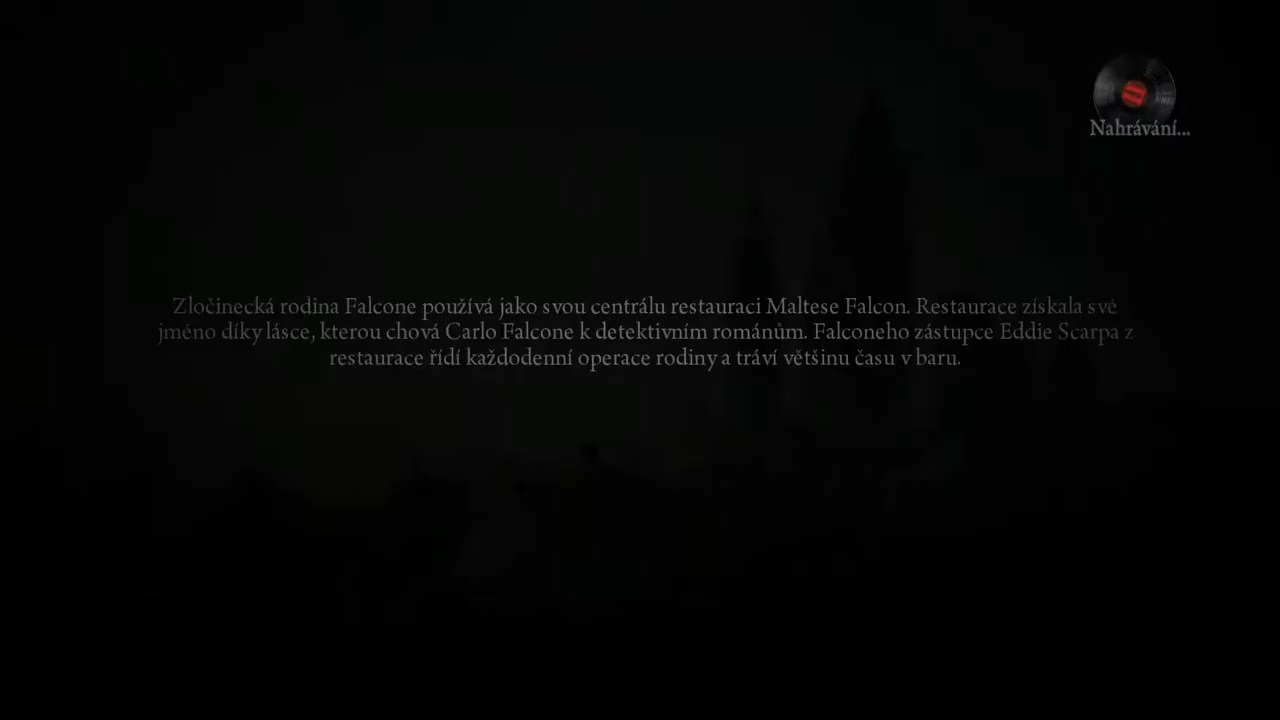 Nahrávání...
Zločinecká rodina Falcone používá jako svou centrálu restauraci Maltese Falcon. Restaurace získala své
jméno díky lásce, kterou chová Carlo Falcone k detektivním románům. Falconeho zástupce Eddie Scarpa z
restaurace řídí každodenní operace rodiny a tráví většinu času v baru.